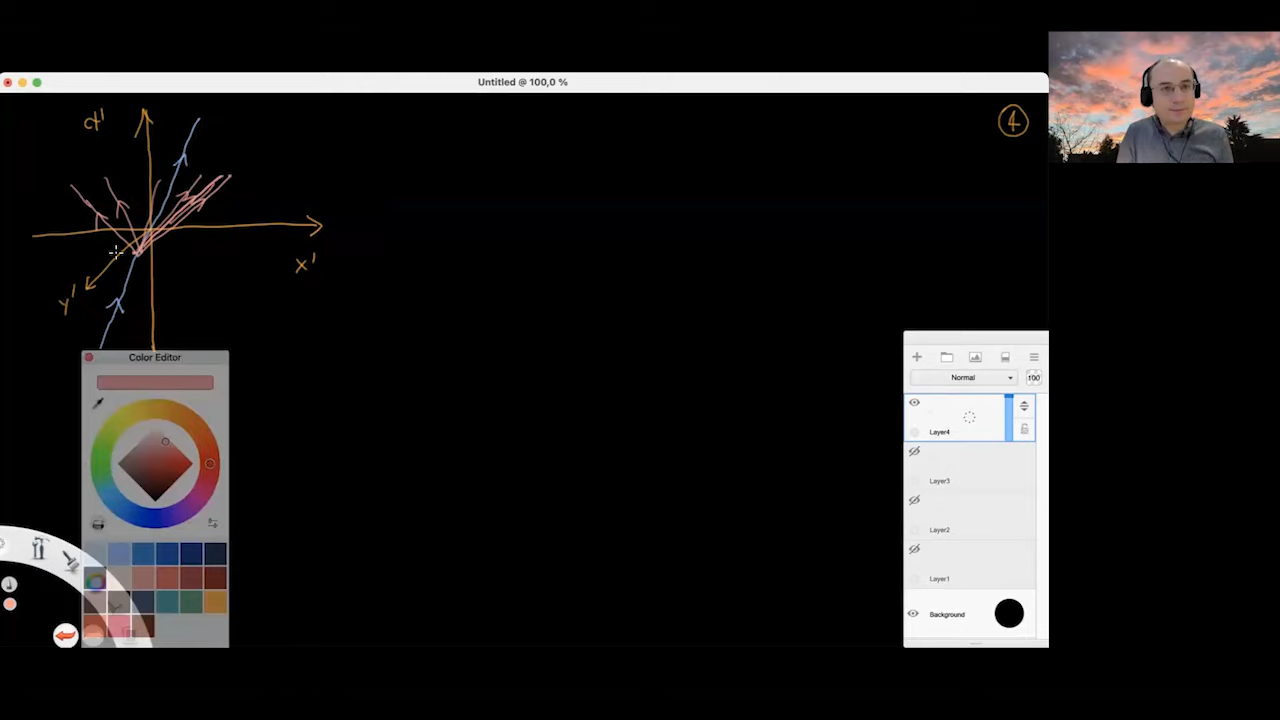 Untitled @ 100,0 %
ct'
4
x'
y'
Color Editor
Normal
100
Layer4
Layer3
Layer2
Layer1
Background